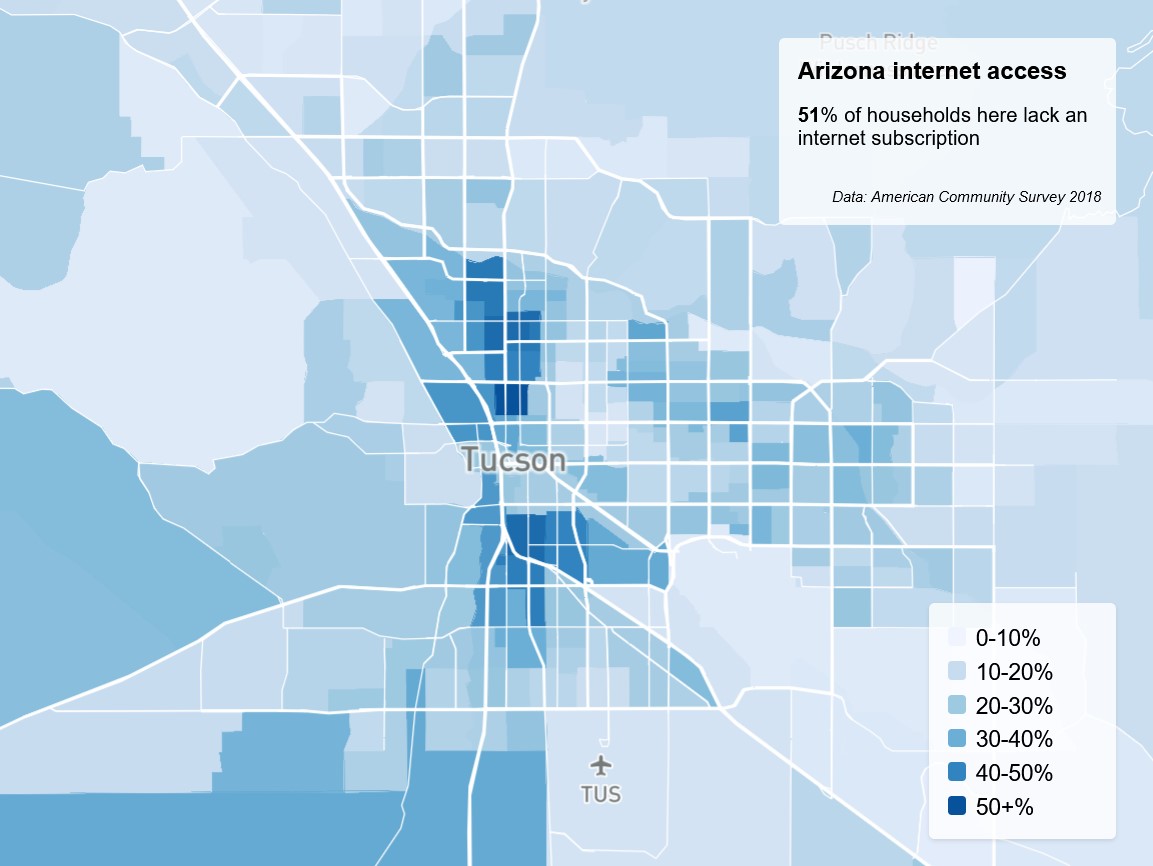 Pusch Ridge
Arizona internet access
51% of households here lack an
internet subscription
Data: American Community Survey 2018
Tucson
0-10%
10-20%
20-30%
30-40%
40-50%
50+%
TUS